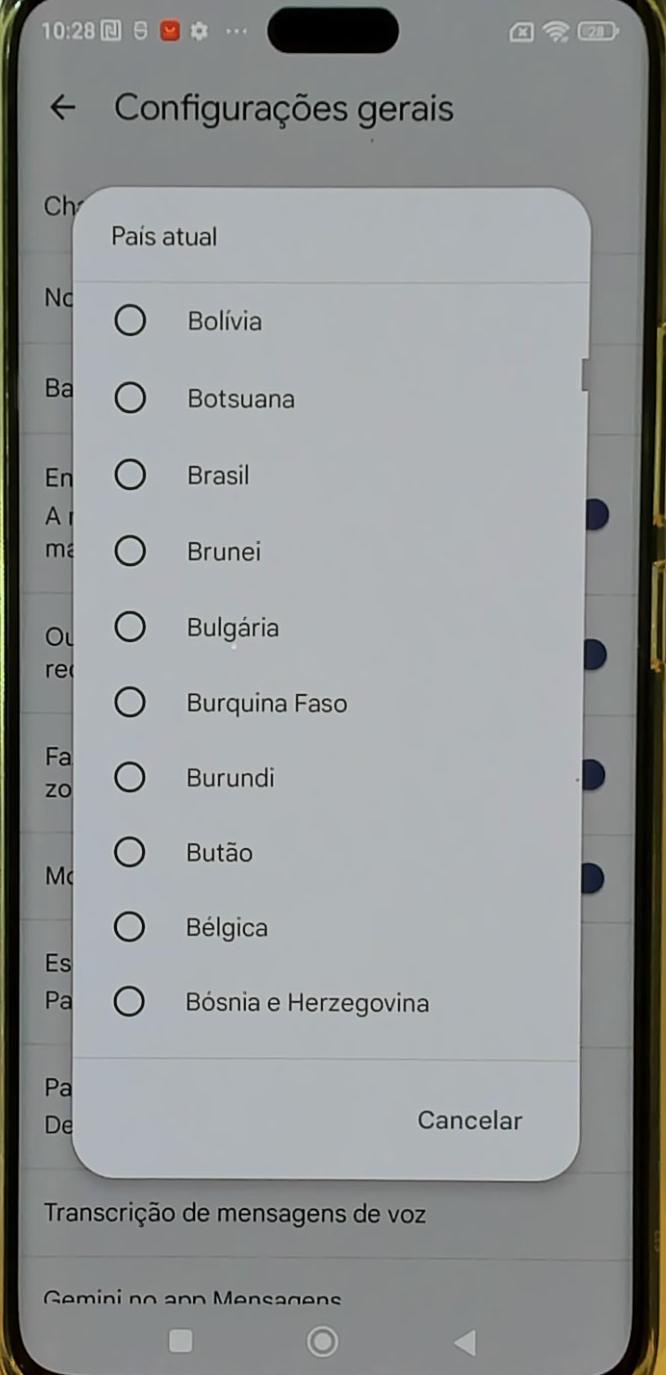 10:28
28
Configurações gerais
Ch
País atual
No
Bolívia
Ba
Botsuana
En
Brasil
A
ma
Brunei
Ou
Bulgária
rec
Burquina Faso
Fa
Burundi
zo
Butão
Mo
Bélgica
Es
Pa
Bósnia e Herzegovina
Pa
De
Cancelar
Transcrição de mensagens de voz
Gemini no app Mensagens